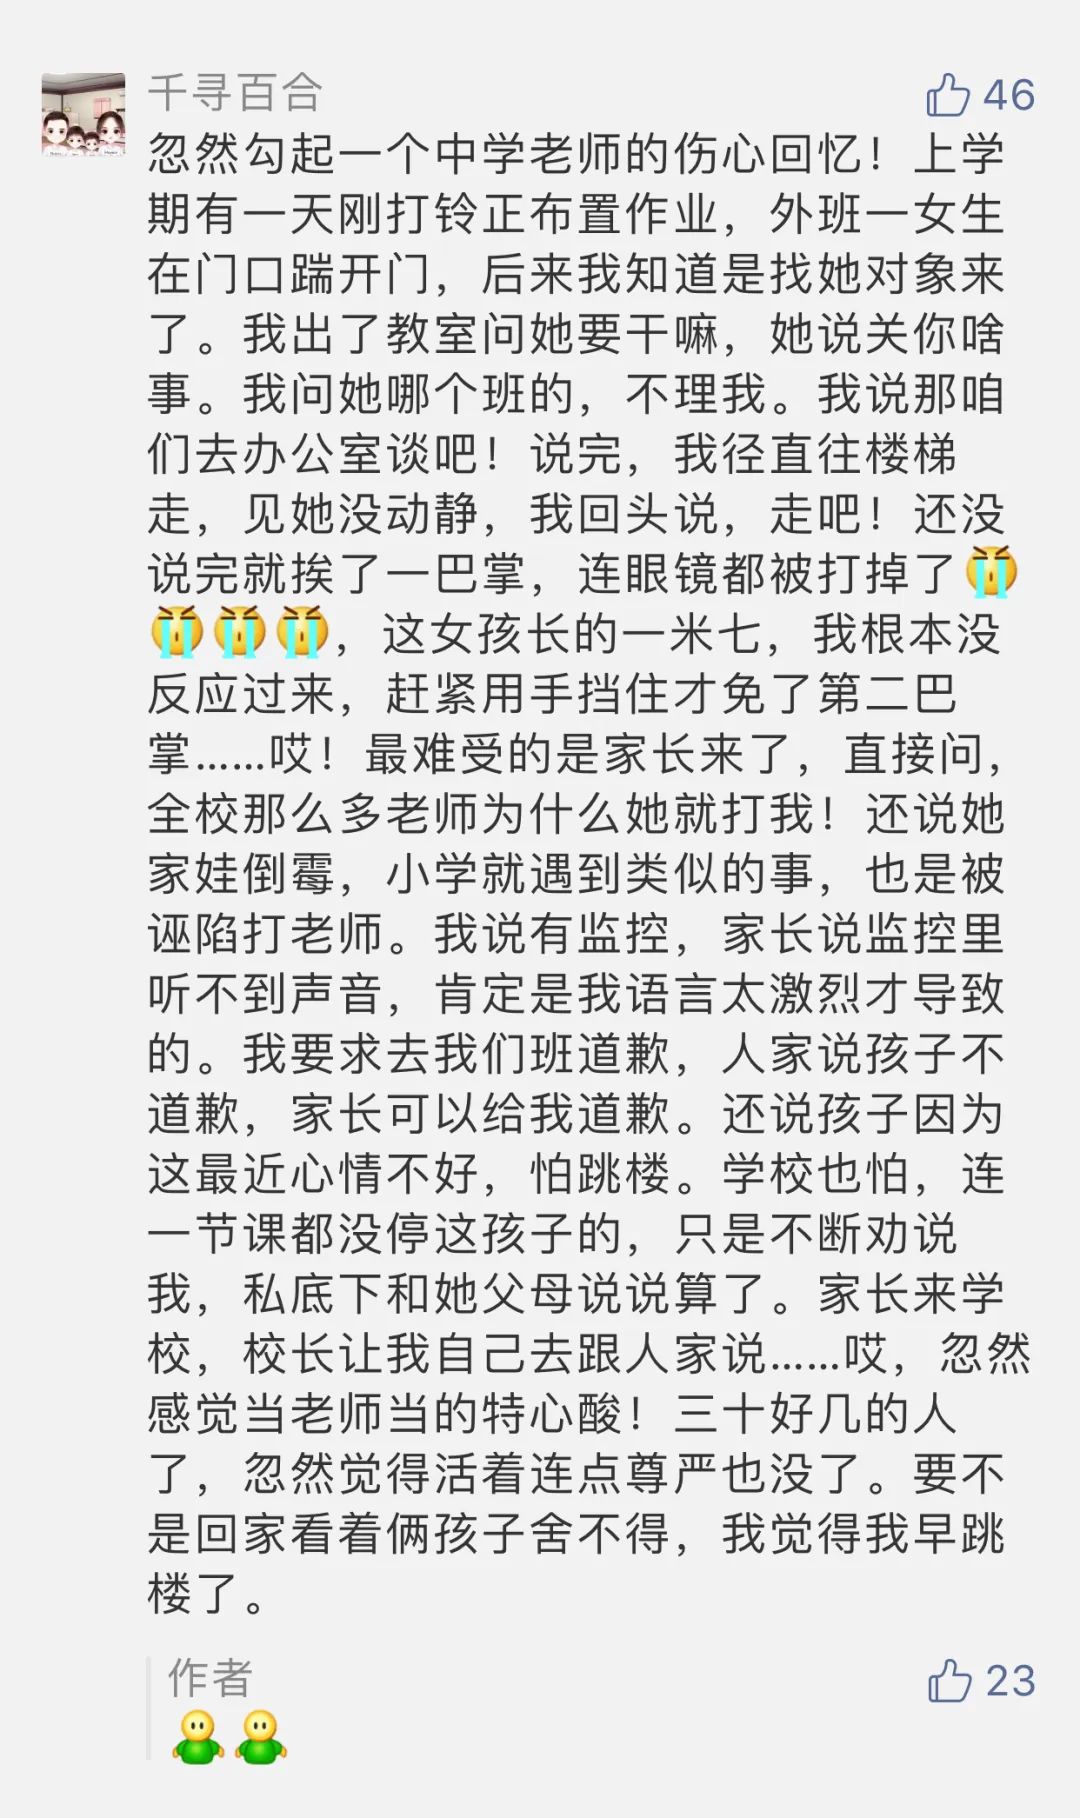 千寻百合
46
忽然勾起一个中学老师的伤心回忆！上学
期有一天刚打铃正布置作业，外班一女生
在门口踹开门，后来我知道是找她对象来
了。我出了教室问她要干嘛，她说关你啥
事。我问她哪个班的，不理我。我说那咱
们去办公室谈吧！说完，我径直往楼梯
走，见她没动静，我回头说，走吧！还没
说完就挨了一巴掌，连眼镜都被打掉了😭
😭😭😭，这女孩长的一米七，我根本没
反应过来，赶紧用手挡住才免了第二巴
掌……哎！最难受的是家长来了，直接问，
全校那么多老师为什么她就打我！还说她
家娃倒霉，小学就遇到类似的事，也是被
诬陷打老师。我说有监控，家长说监控里
听不到声音，肯定是我语言太激烈才导致
的。我要求去我们班道歉，人家说孩子不
道歉，家长可以给我道歉。还说孩子因为
这最近心情不好，怕跳楼。学校也怕，连
一节课都没停这孩子的，只是不断劝说
我，私底下和她父母说说算了。家长来学
校，校长让我自己去跟人家说……哎，忽然
感觉当老师当的特心酸！三十好几的人
了，忽然觉得活着连点尊严也没了。要不
是回家看着俩孩子舍不得，我觉得我早跳
楼了。
作者
23